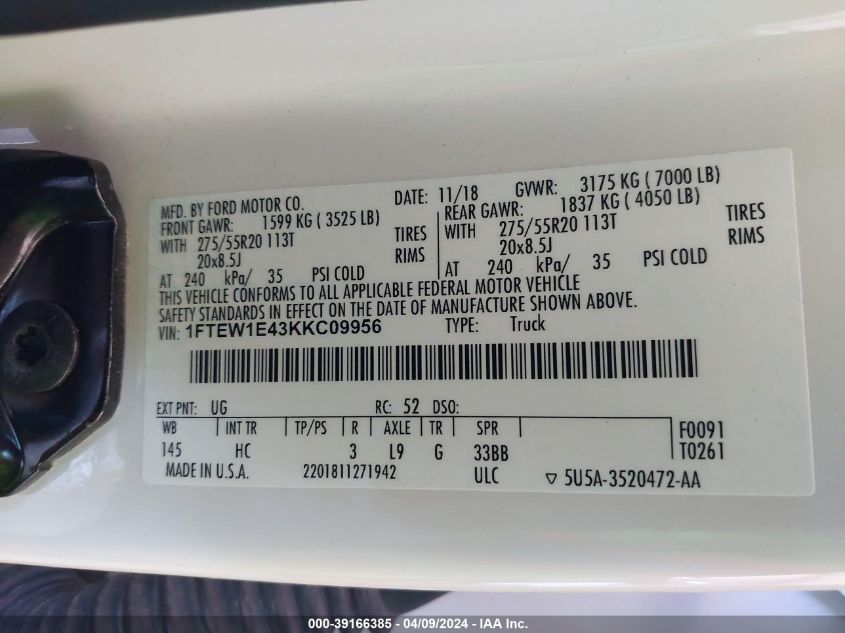 MFD. BY FORD MOTOR CO. DATE: 11/18 GVWR: 3175 KG ( 7000 LB)
FRONT GAWR: 1599 KG ( 3525 LB) REAR GAWR: 1837 KG ( 4050 LB)
WITH 275/55R20 113T TIRES WITH 275/55R20 113T TIRES
20x8.5J RIMS 20x8.5J RIMS
AT 240 kPa/ 35 PSI COLD AT 240 kPa/ 35 PSI COLD
THIS VEHICLE CONFORMS TO ALL APPLICABLE FEDERAL MOTOR VEHICLE
SAFETY STANDARDS IN EFFECT ON THE DATE OF MANUFACTURE SHOWN ABOVE.
VIN: 1FTEW1E43KKC09956 TYPE: Truck
EXT PNT: UG RC: 52 DSO:
WB INT TR TP/PS R AXLE TR SPR F0091
145 HC 3 L9 G 33BB T0261
MADE IN U.S.A. 2201811271942 ULC ▽ 5U5A-3520472-AA
000-39166385 - 04/09/2024 - IAA Inc.